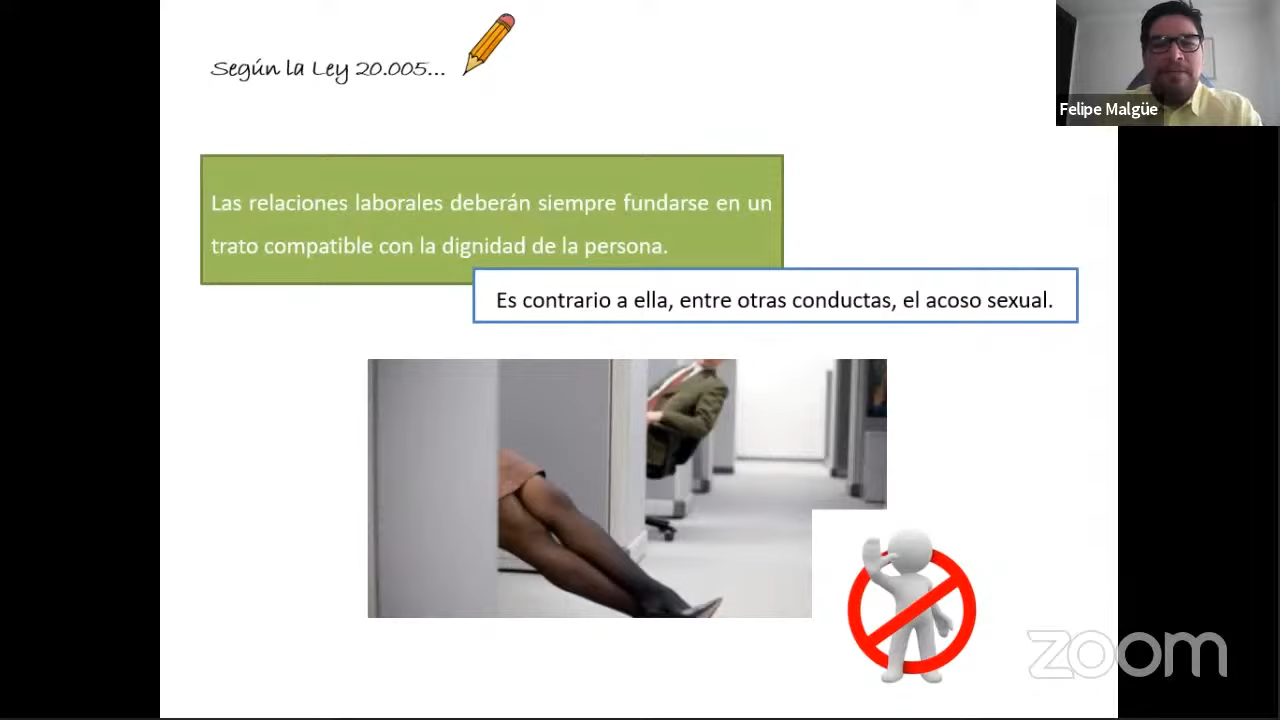 Según la Ley 20.005...
Felipe Malgüe
Las relaciones laborales deberán siempre fundarse en un
trato compatible con la dignidad de la persona.
Es contrario a ella, entre otras conductas, el acoso sexual.
zoom